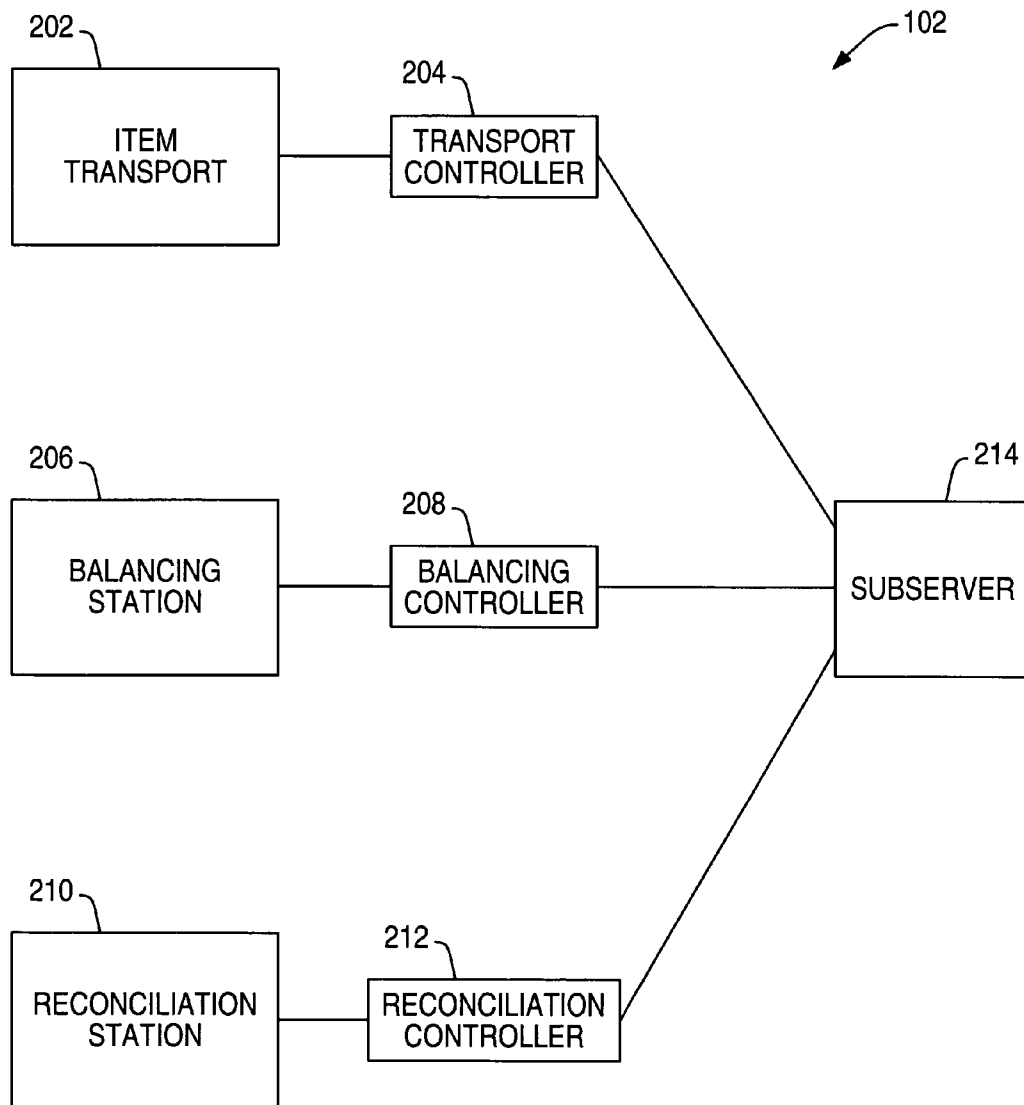 202
102
204
ITEM
TRANSPORT
TRANSPORT
CONTROLLER
206
214
208
BALANCING
STATION
BALANCING
CONTROLLER
SUBSERVER
210
212
RECONCILIATION
STATION
RECONCILIATION
CONTROLLER